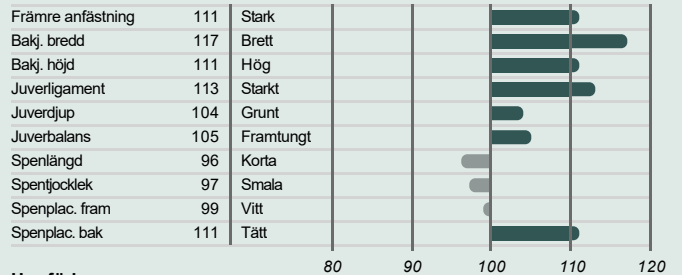 Främre anfästning 111 Stark
Bakj. bredd 117 Brett
Bakj. höjd 111 Hög
Juverligament 113 Starkt
Juverdjup 104 Grunt
Juverbalans 105 Framtungt
Spenlängd 96 Korta
Spentjocklek 97 Smala
Spenplac. fram 99 Vitt
Spenplac. bak 111 Tätt
80 90 100 110 120